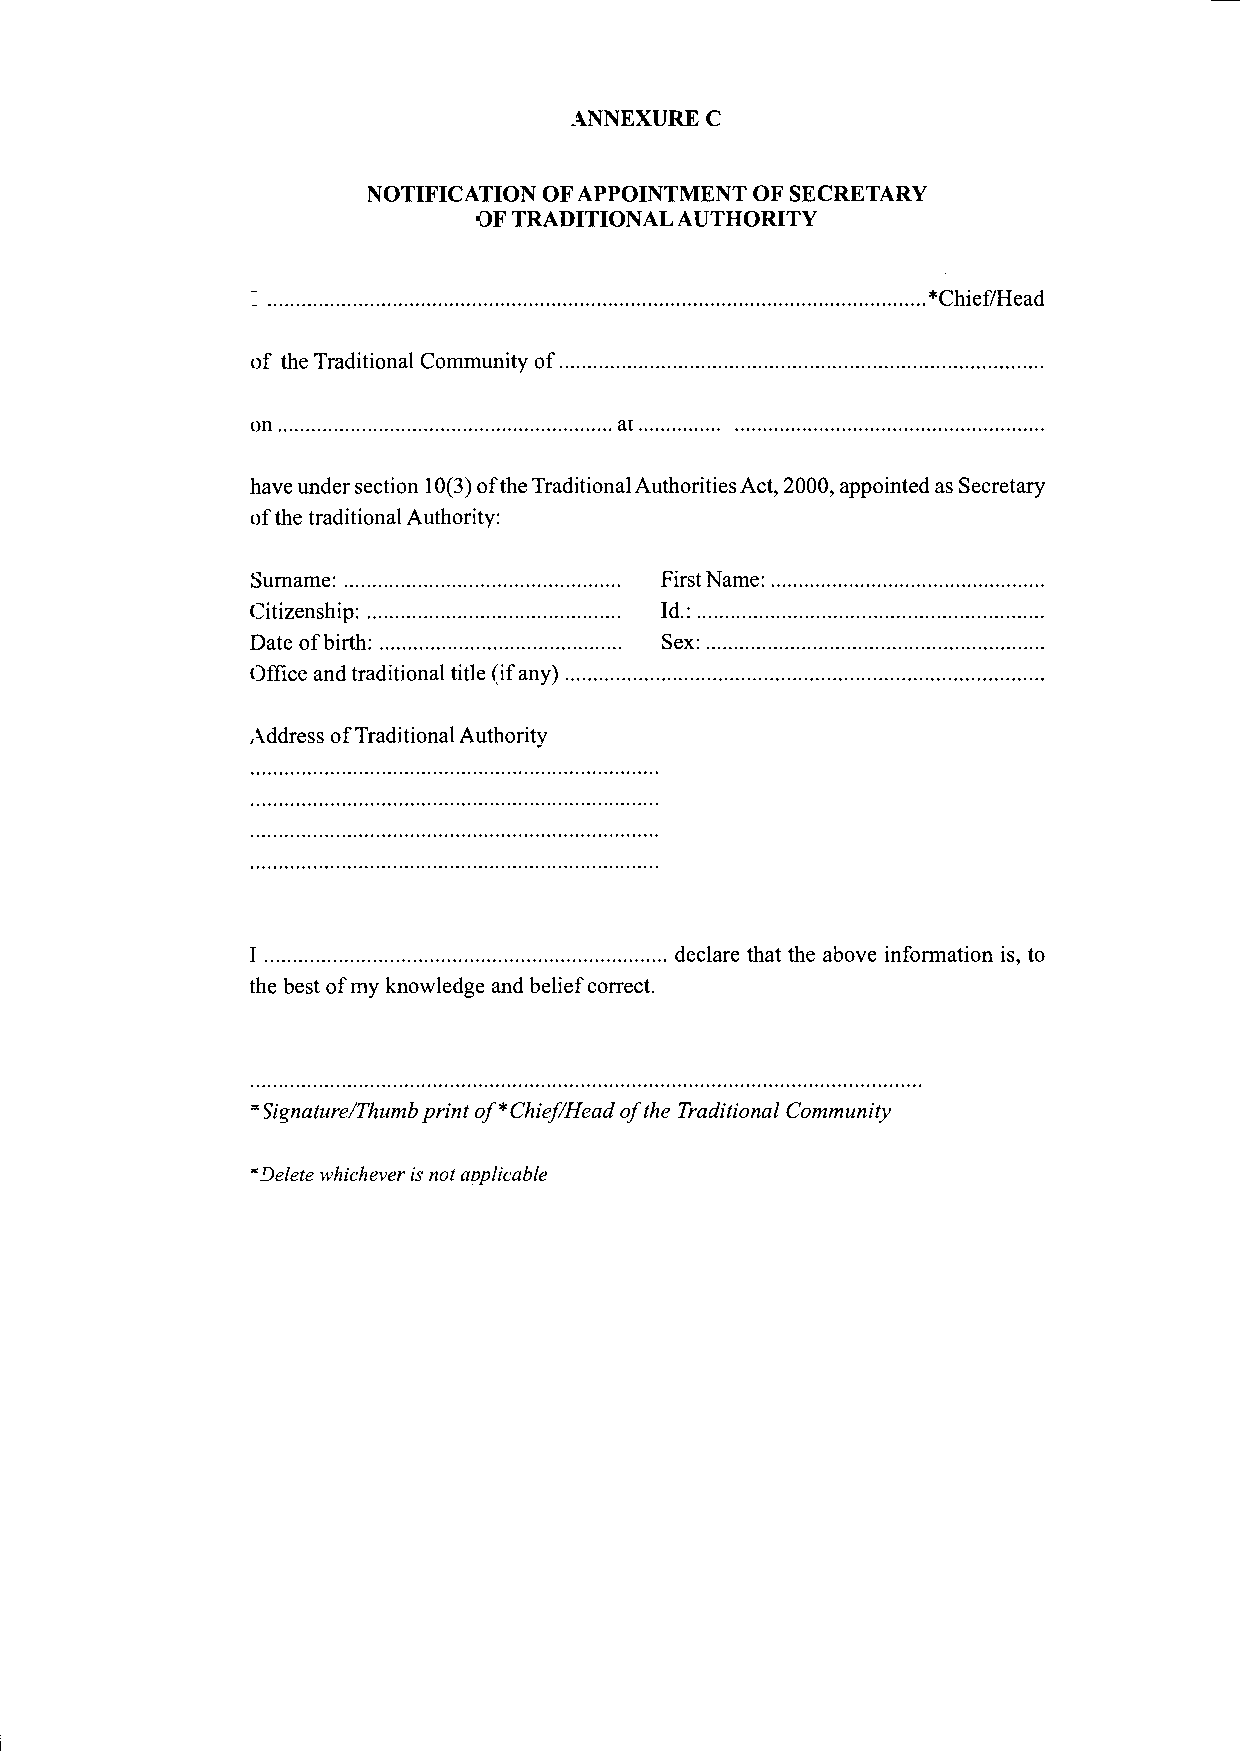 ANNEXURE C
NOTIFICATION OF APPOINTMENT OF SECRETARY
OF TRADITIONAL AUTHORITY
I ........................................................................................................................ *Chief/Head
of the Traditional Community of .....................................................................................
on ........................................................... at ............... .......................................................
have under section 10(3) of the Traditional Authorities Act, 2000, appointed as Secretary
of the traditional Authority:
Surname: ................................................. First Name: ................................................
Citizenship: ............................................. Id.: .............................................................
Date of birth: ........................................... Sex: ............................................................
Office and traditional title (if any) .....................................................................................
Address of Traditional Authority
.......................................................................
.......................................................................
.......................................................................
.......................................................................
I ....................................................................... declare that the above information is, to
the best of my knowledge and belief correct.
.....................................................................................................................
*Signature/Thumb print of *Chief/Head of the Traditional Community
*Delete whichever is not applicable